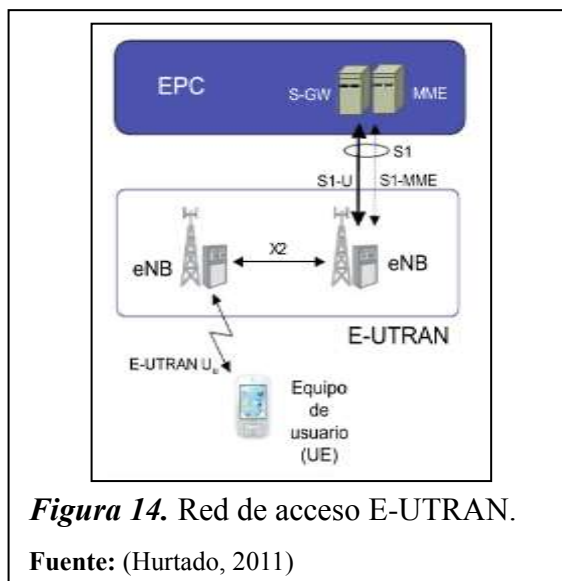 EPC
S-GW
MME
S1
S1-U
S1-MME
eNB
X2
eNB
E-UTRAN
E-UTRAN Uu
Equipo
de
usuario
(UE)
Figura 14. Red de acceso E-UTRAN.
Fuente: (Hurtado, 2011)